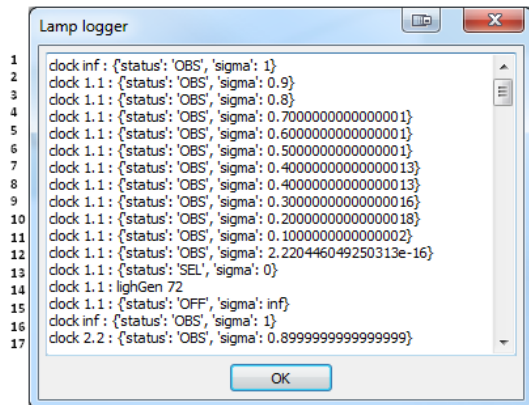 Lamp logger
1 clock inf : {'status': 'OBS', 'sigma': 1}
2 clock 1.1 : {'status': 'OBS', 'sigma': 0.9}
3 clock 1.1 : {'status': 'OBS', 'sigma': 0.8}
4 clock 1.1 : {'status': 'OBS', 'sigma': 0.7000000000000001}
5 clock 1.1 : {'status': 'OBS', 'sigma': 0.6000000000000001}
6 clock 1.1 : {'status': 'OBS', 'sigma': 0.5000000000000001}
7 clock 1.1 : {'status': 'OBS', 'sigma': 0.40000000000000013}
8 clock 1.1 : {'status': 'OBS', 'sigma': 0.40000000000000013}
9 clock 1.1 : {'status': 'OBS', 'sigma': 0.30000000000000016}
10 clock 1.1 : {'status': 'OBS', 'sigma': 0.20000000000000018}
11 clock 1.1 : {'status': 'OBS', 'sigma': 0.1000000000000002}
12 clock 1.1 : {'status': 'OBS', 'sigma': 2.220446049250313e-16}
13 clock 1.1 : {'status': 'SEL', 'sigma': 0}
14 clock 1.1 : lighGen 72
15 clock 1.1 : {'status': 'OFF', 'sigma': inf}
16 clock inf : {'status': 'OBS', 'sigma': 1}
17 clock 2.2 : {'status': 'OBS', 'sigma': 0.8999999999999999}
OK